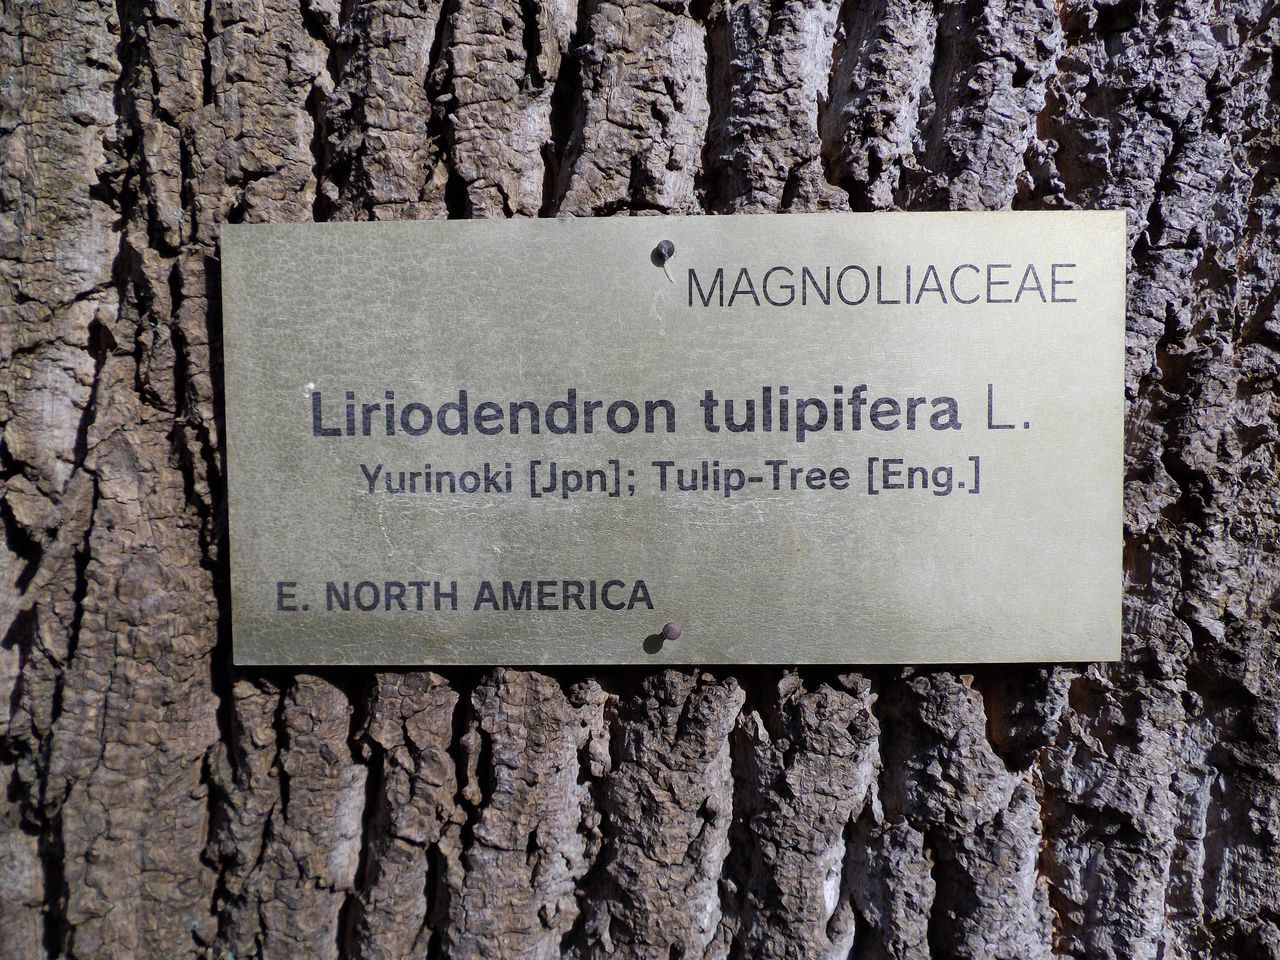 MAGNOLIACEAE
Liriodendron tulipifera L.
Yurinoki [Jpn]; Tulip-Tree [Eng.]
E. NORTH AMERICA